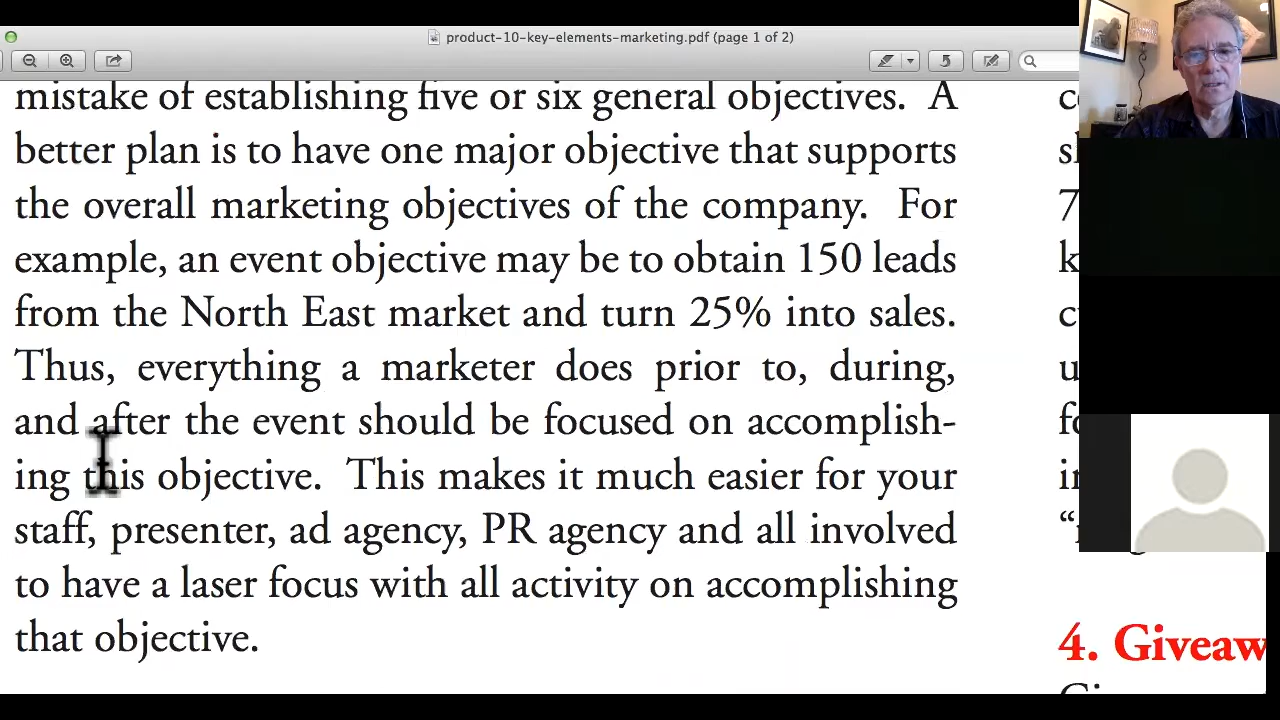 product-10-key-elements-marketing.pdf (page 1 of 2)
mistake of establishing five or six general objectives. A
better plan is to have one major objective that supports
the overall marketing objectives of the company. For
example, an event objective may be to obtain 150 leads
from the North East market and turn 25% into sales.
Thus, everything a marketer does prior to, during,
and after the event should be focused on accomplish-
ing this objective. This makes it much easier for your
staff, presenter, ad agency, PR agency and all involved
to have a laser focus with all activity on accomplishing
that objective.
7
4. Giveaw